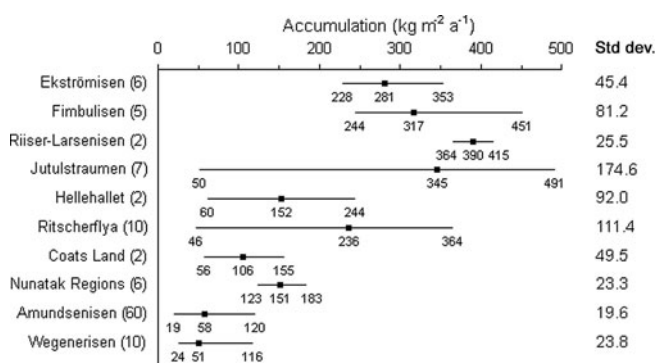 Accumulation (kg m⁻² a⁻¹)
0 100 200 300 400 500 Std dev.
Ekströmisen (6) 45.4
228 281 353
Fimbulisen (5) 81.2
244 317 451
Riiser-Larsenisen (2) 25.5
364 390 415
Jutulstraumen (7) 174.6
50 345 491
Hellehallet (2) 92.0
60 152 244
Ritscherflya (10) 111.4
46 236 364
Coats Land (2) 49.5
56 106 155
Nunatak Regions (6) 23.3
123 151 183
Amundsenisen (60) 19.6
19 58 120
Wegenerisen (10) 23.8
24 51 116